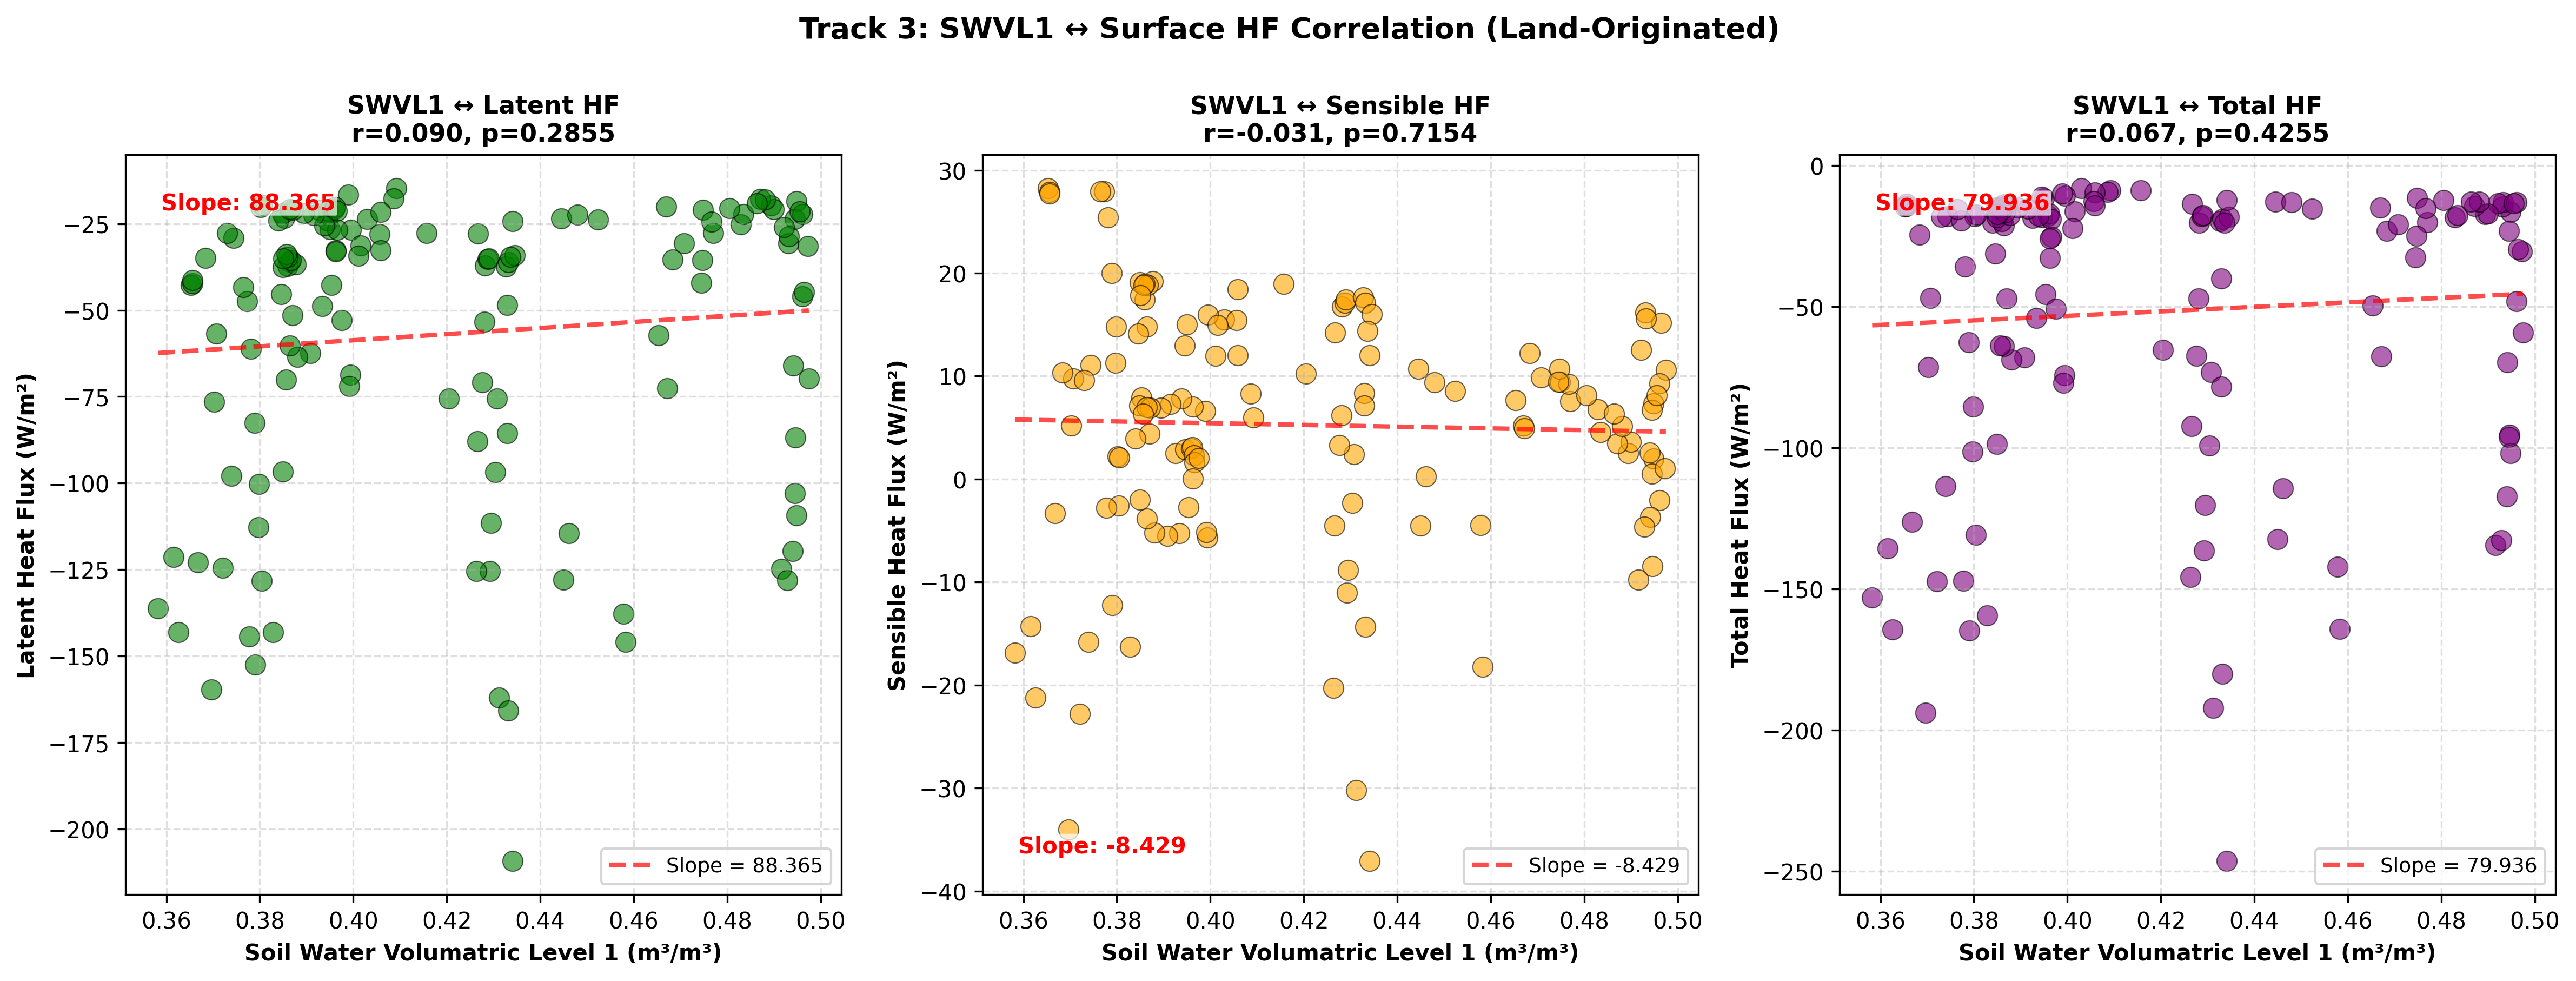 Track 3: SWVL1 ↔ Surface HF Correlation (Land-Originated)
SWVL1 ↔ Latent HF
r=0.090, p=0.2855
Slope: 88.365
−25
−50
−75
−100
−125
−150
−175
−200
Latent Heat Flux (W/m²)
Slope = 88.365
0.36 0.38 0.40 0.42 0.44 0.46 0.48 0.50
Soil Water Volumatric Level 1 (m³/m³)
SWVL1 ↔ Sensible HF
r=-0.031, p=0.7154
30
20
10
0
−10
−20
−30
−40
Sensible Heat Flux (W/m²)
Slope: -8.429
Slope = -8.429
0.36 0.38 0.40 0.42 0.44 0.46 0.48 0.50
Soil Water Volumatric Level 1 (m³/m³)
SWVL1 ↔ Total HF
r=0.067, p=0.4255
Slope: 79.936
0
−50
−100
−150
−200
−250
Total Heat Flux (W/m²)
Slope = 79.936
0.36 0.38 0.40 0.42 0.44 0.46 0.48 0.50
Soil Water Volumatric Level 1 (m³/m³)